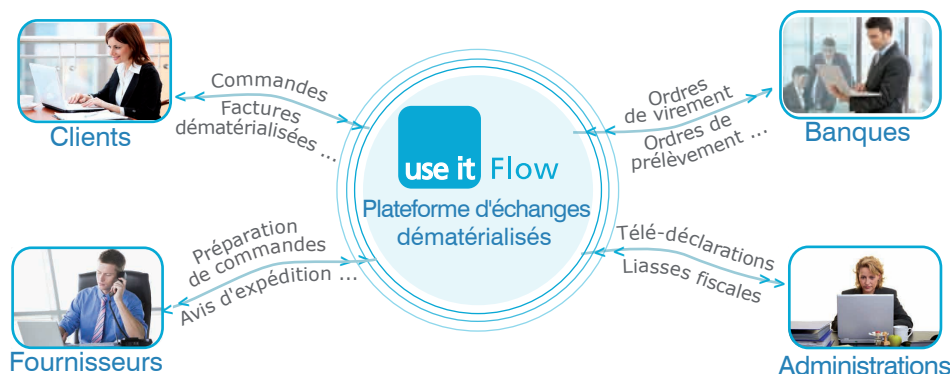 Commandes
Factures
dématérialisées ...
Clients
Ordres
de virement
Ordres de
prélèvement ...
Banques
use it Flow
Plateforme d'échanges
dématérialisés
Préparation
de commandes
Avis d'expédition ...
Fournisseurs
Télé-déclarations
Liasses fiscales
Administrations